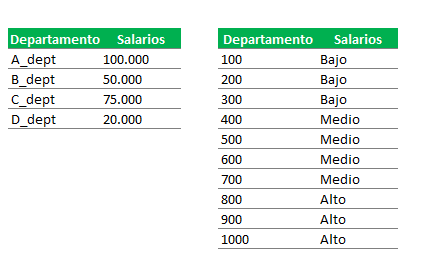 Departamento Salarios
A_dept 100.000
B_dept 50.000
C_dept 75.000
D_dept 20.000
Departamento Salarios
100 Bajo
200 Bajo
300 Bajo
400 Medio
500 Medio
600 Medio
700 Medio
800 Alto
900 Alto
1000 Alto